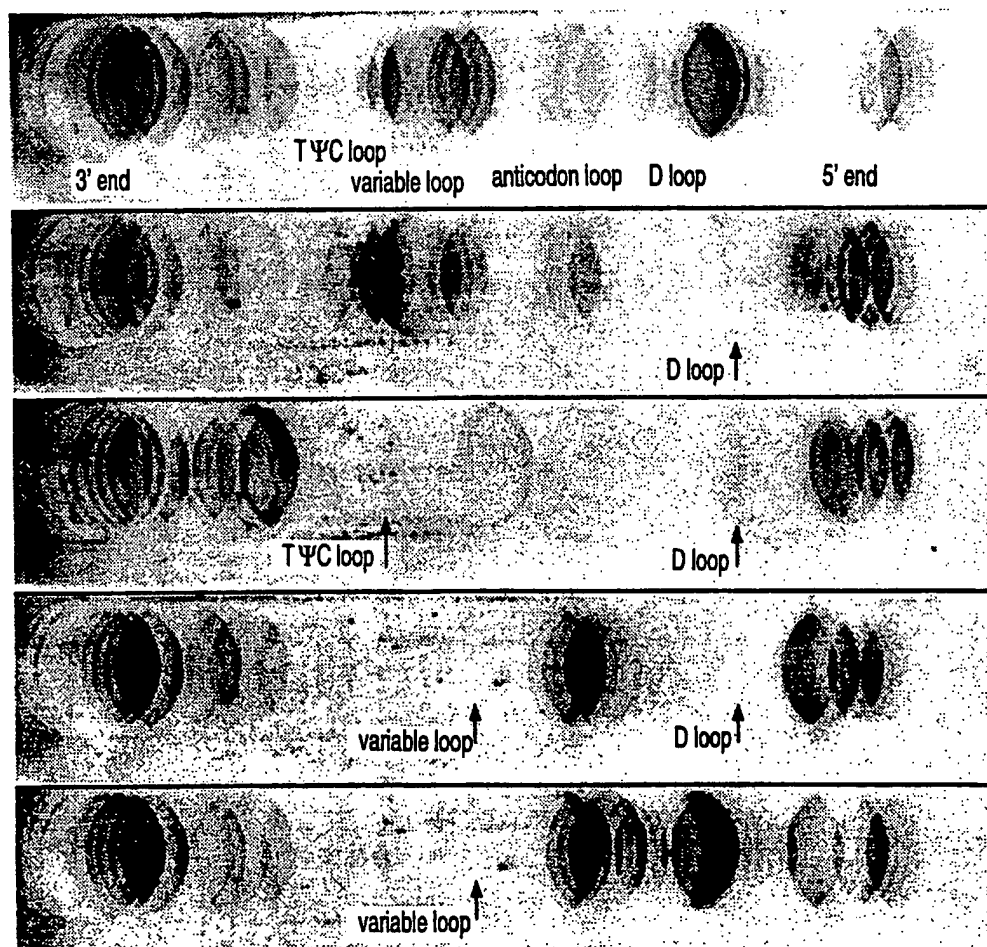 TΨC loop
3' end variable loop anticodon loop D loop 5' end
D loop
TΨC loop D loop
variable loop D loop
variable loop